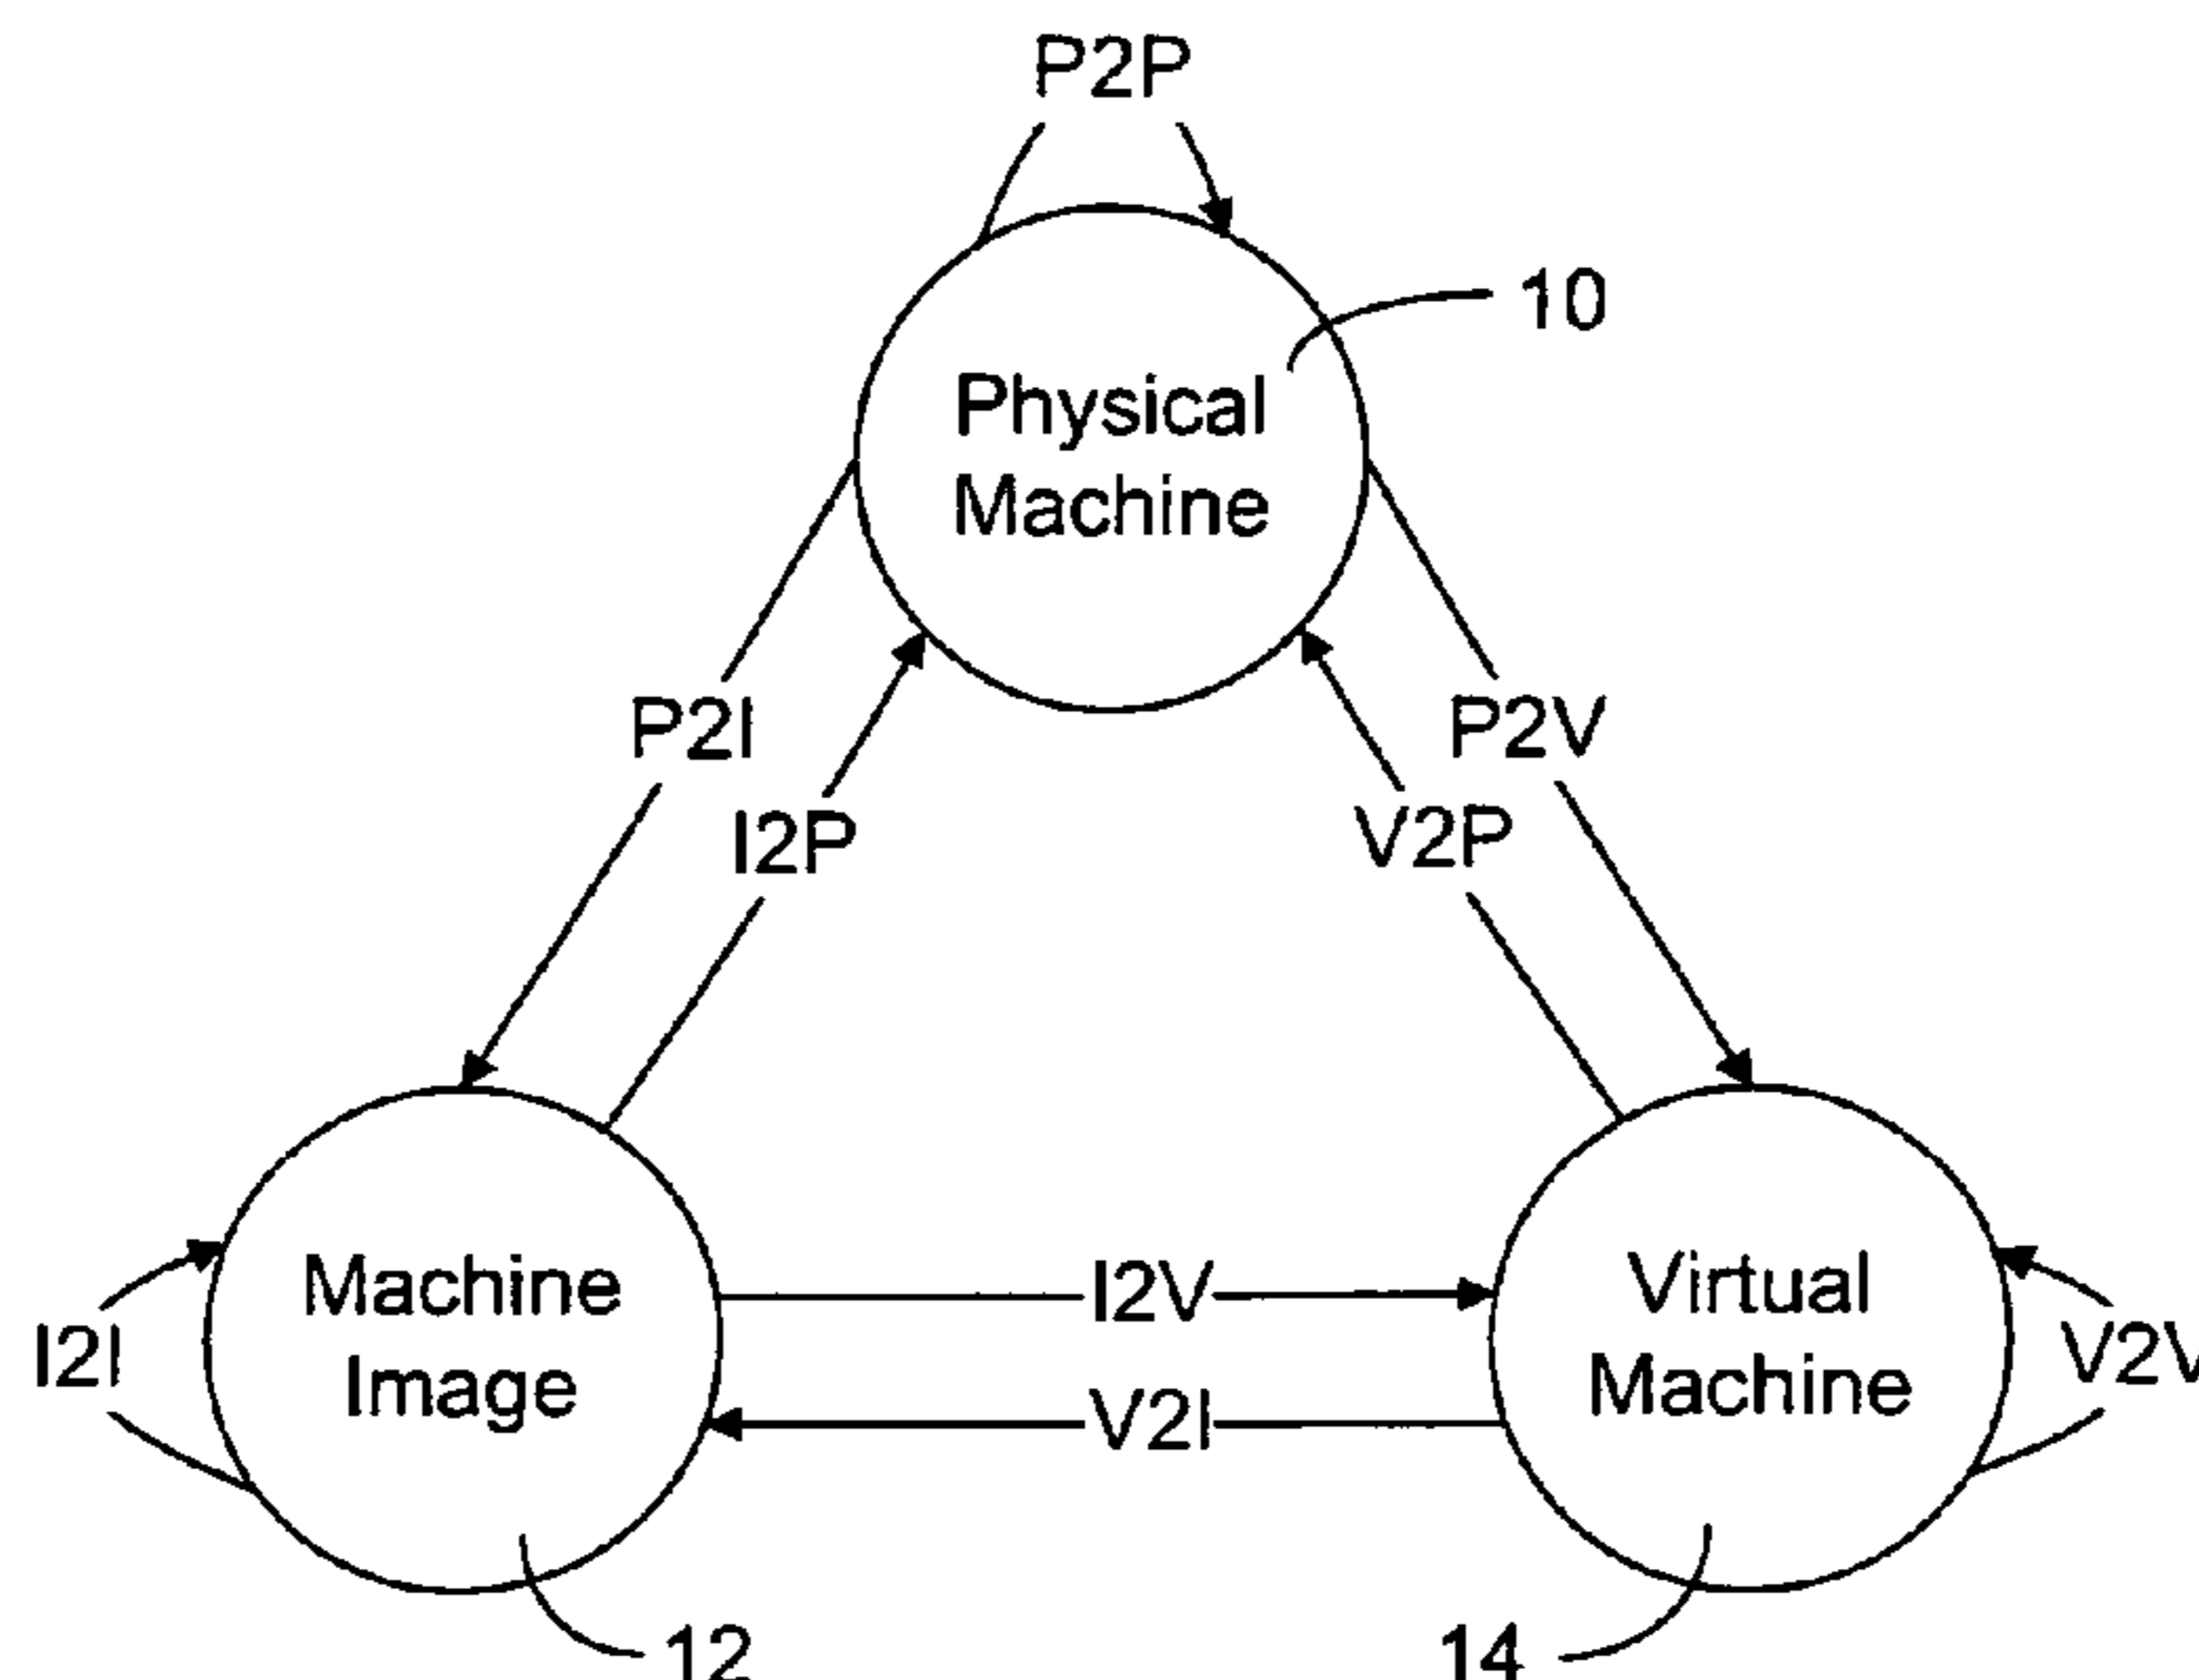 P2P
10
Physical
Machine
P2I
P2V
I2P
V2P
Machine
Image
I2V
Virtual
Machine
I2I
V2V
V2I
12
14